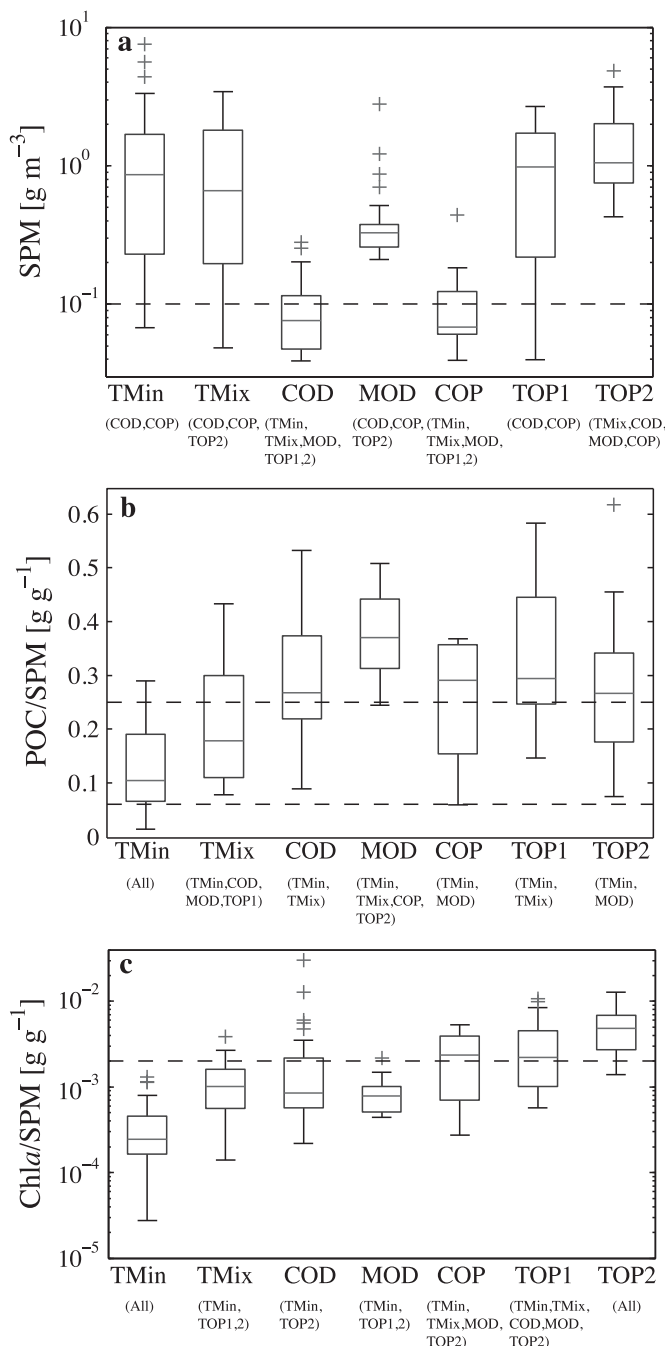 a
SPM [g m−3]
10^1
10^0
10^−1
TMin TMix COD MOD COP TOP1 TOP2
(COD,COP) (COD,COP, TOP2) (TMin, TMix,MOD, TOP1,2) (COD,COP, TOP2) (TMin, TMix,MOD, TOP1,2) (COD,COP) (TMix,COD, MOD,COP)
b
POC/SPM [g g−1]
0.6
0.5
0.4
0.3
0.2
0.1
0
TMin TMix COD MOD COP TOP1 TOP2
(All) (TMin,COD, MOD,TOP1) (TMin, TMix) (TMin, TMix,COP, TOP2) (TMin, MOD) (TMin, TMix) (TMin, MOD)
c
Chla/SPM [g g−1]
10^−2
10^−3
10^−4
10^−5
TMin TMix COD MOD COP TOP1 TOP2
(All) (TMin, TOP1,2) (TMin, TOP2) (TMin, TOP1,2) (TMin, TMix,MOD, TOP2) (TMin,TMix, COD,MOD, TOP2) (All)